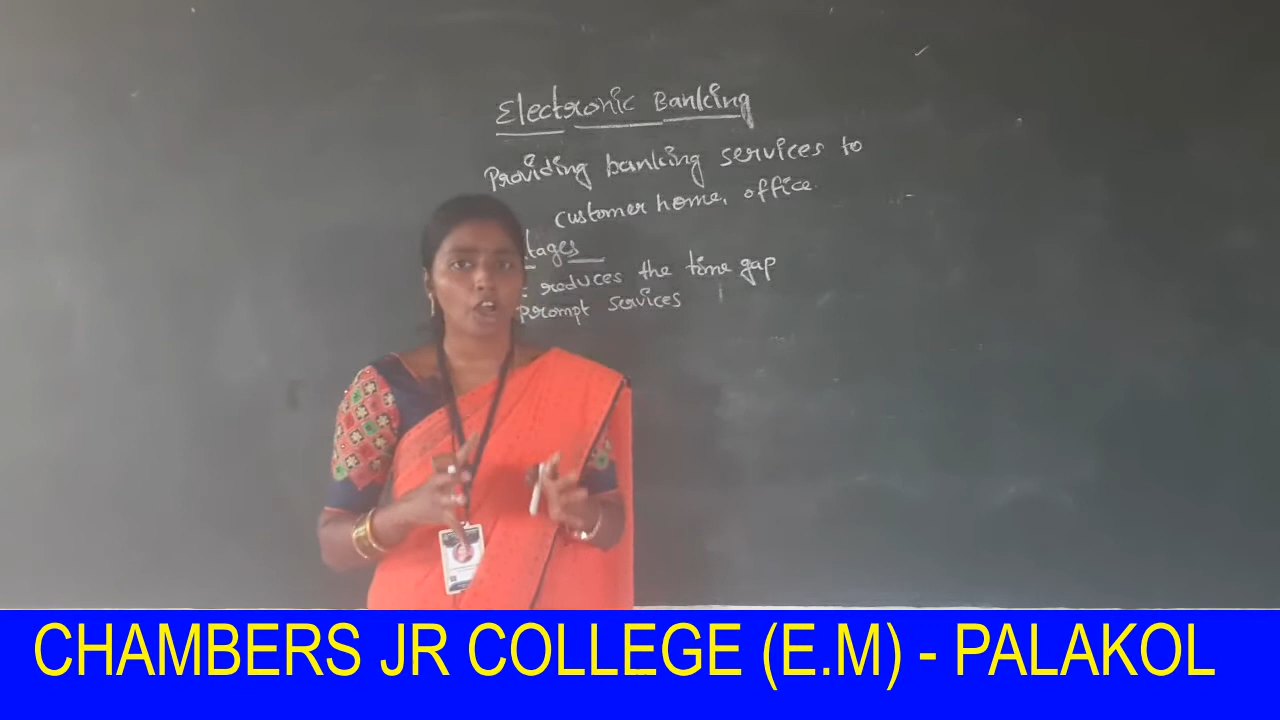 Electronic Banking
Providing banking services to
customer home, office.
tages
: reduces the time gap
prompt services
CHAMBERS JR COLLEGE (E.M) - PALAKOL